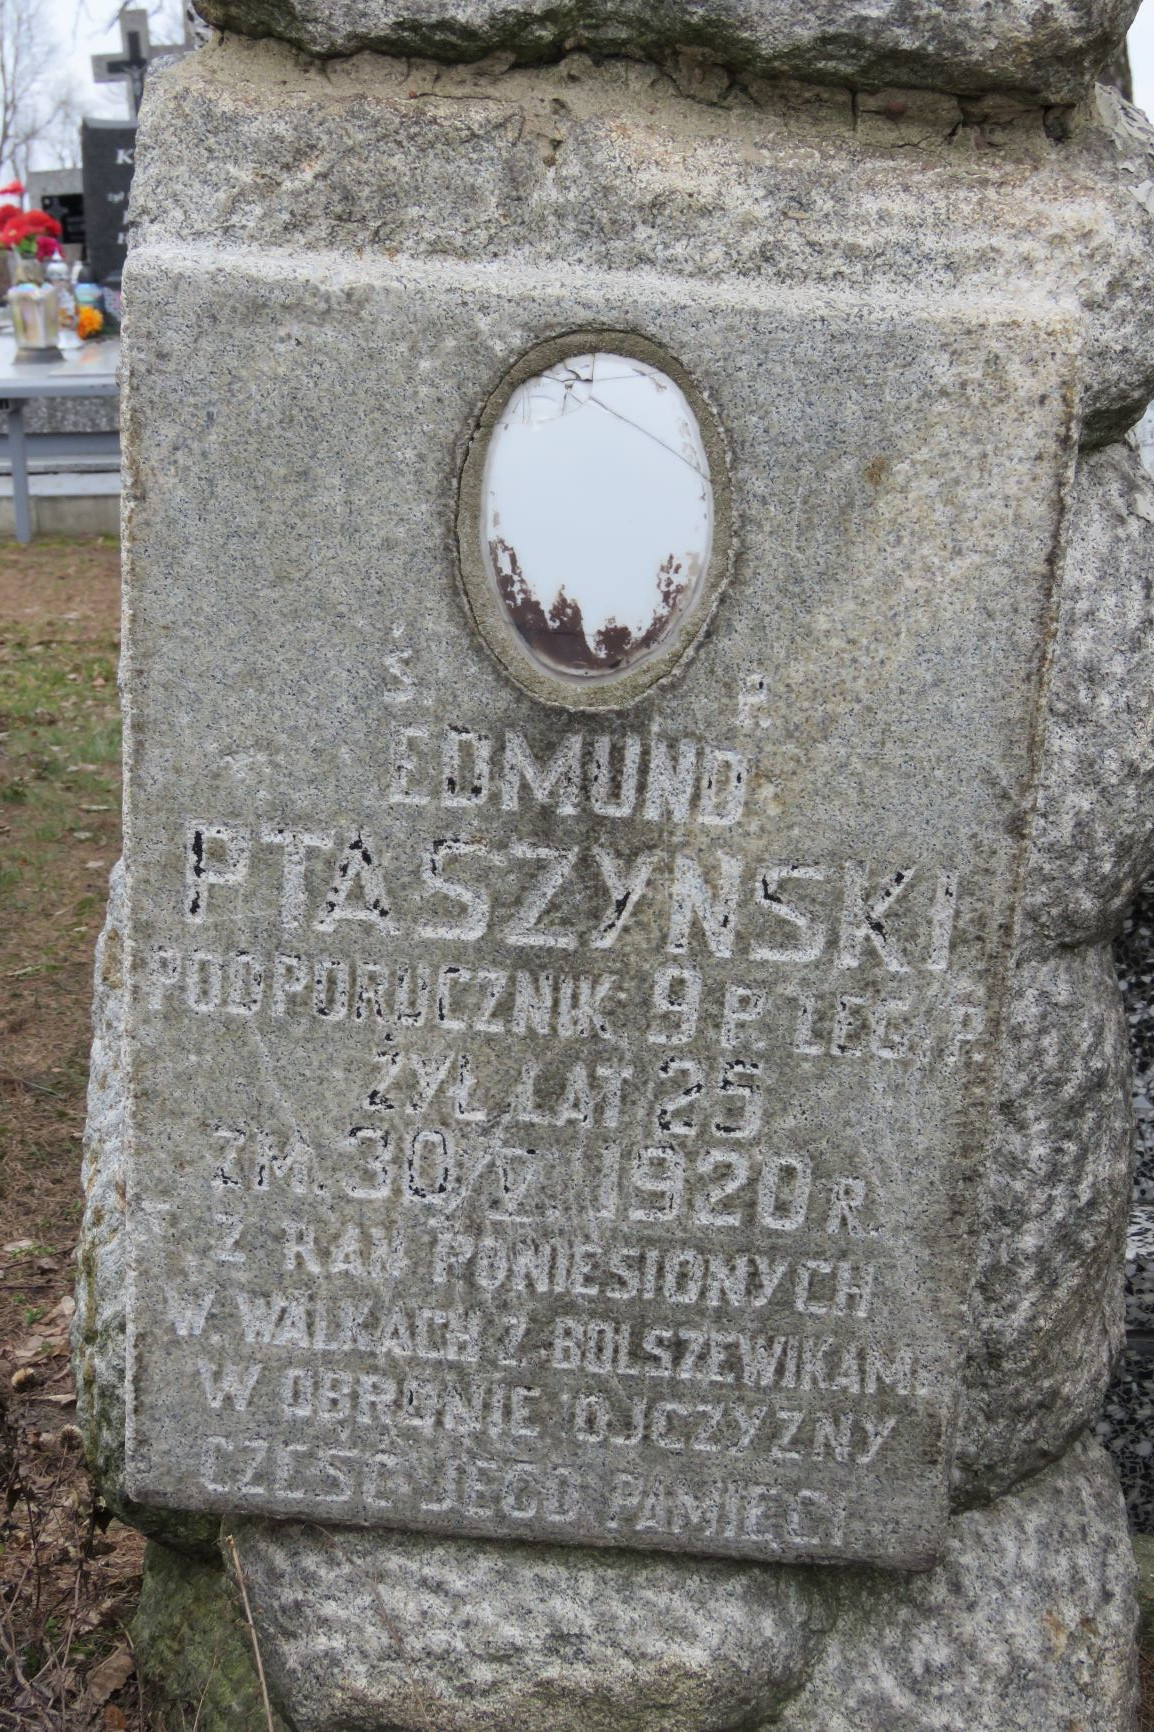 Ś. P.
EDMUND
PTASZYŃSKI
PODPORUCZNIK 9 P. LEG. P.
ŻYŁ LAT 25
ZM. 30/V. 1920 R.
Z RAN PONIESIONYCH
W WALKACH Z BOLSZEWIKAMI
W OBRONIE OJCZYZNY
CZEŚĆ JEGO PAMIĘCI